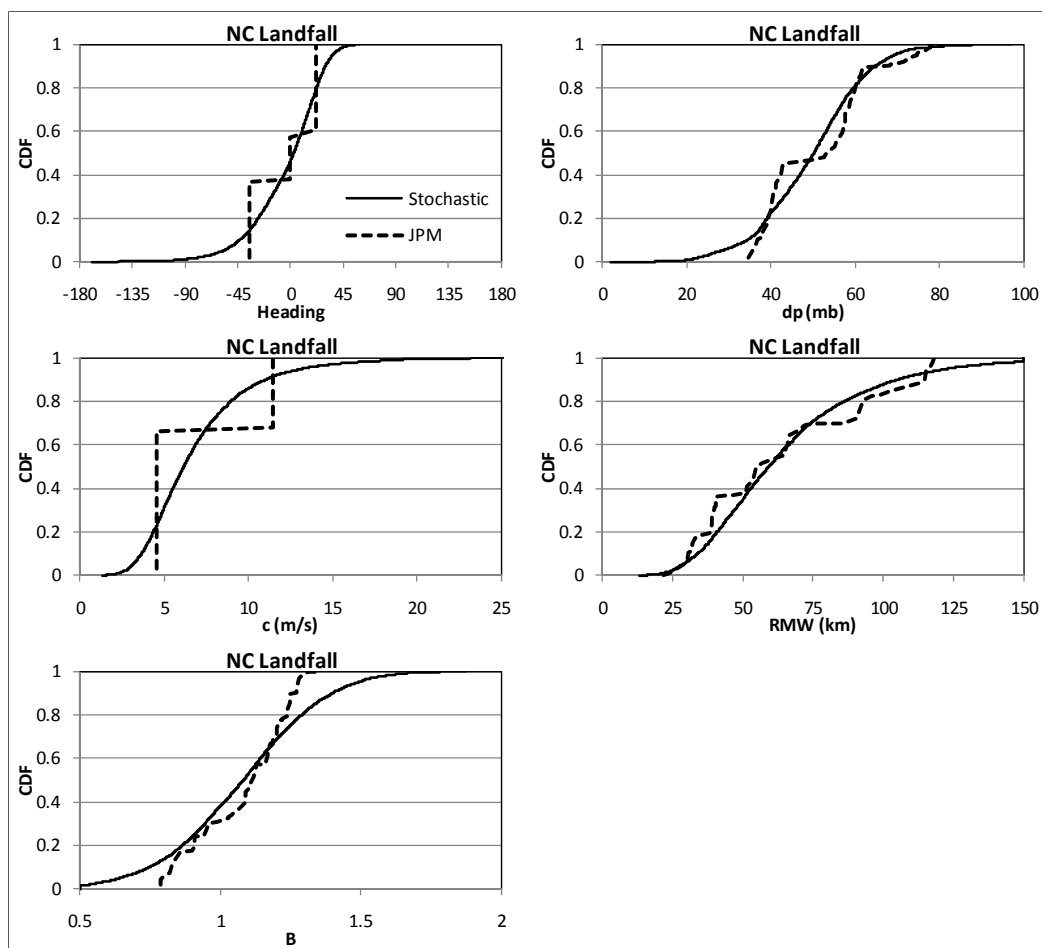 NC Landfall
1
0.8
0.6
0.4
0.2
0
CDF
Stochastic
JPM
-180 -135 -90 -45 0 45 90 135 180
Heading
NC Landfall
1
0.8
0.6
0.4
0.2
0
CDF
0 20 40 60 80 100
dp (mb)
NC Landfall
1
0.8
0.6
0.4
0.2
0
CDF
0 5 10 15 20 25
c (m/s)
NC Landfall
1
0.8
0.6
0.4
0.2
0
CDF
0 25 50 75 100 125 150
RMW (km)
NC Landfall
1
0.8
0.6
0.4
0.2
0
CDF
0.5 1 1.5 2
B